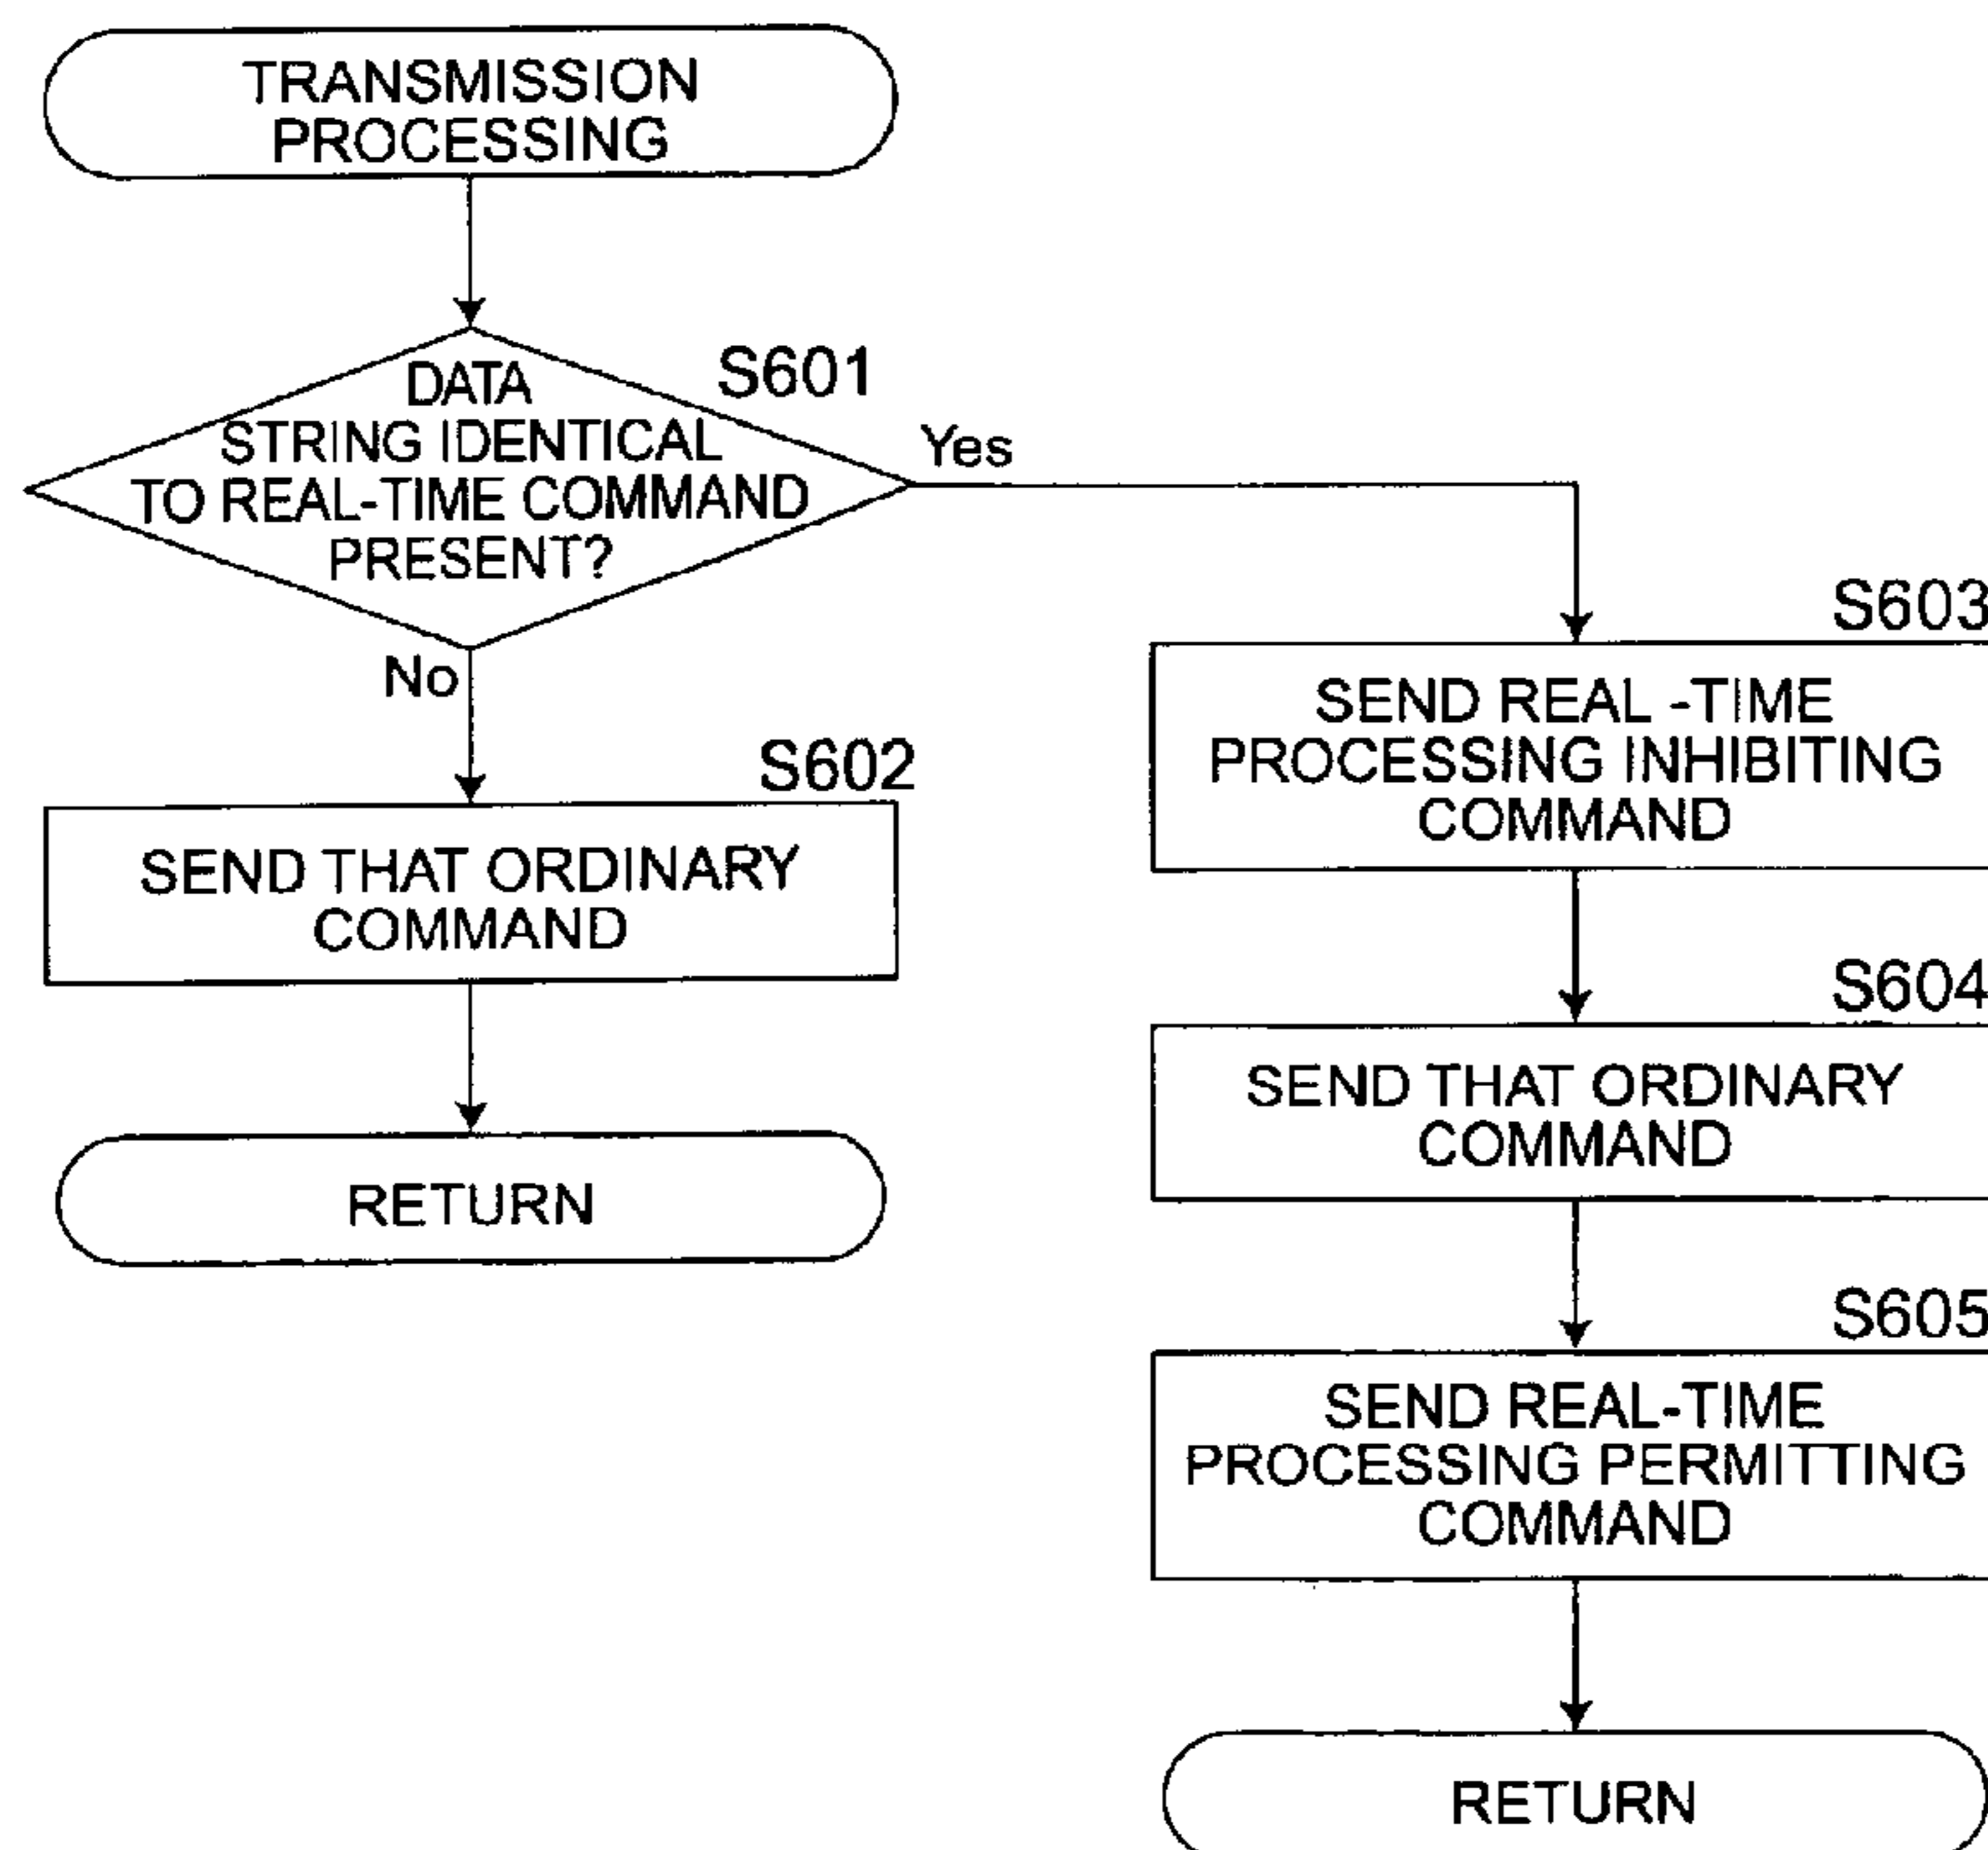 TRANSMISSION
PROCESSING
S601
DATA
STRING IDENTICAL
TO REAL-TIME COMMAND
PRESENT?
Yes
No
S602
SEND THAT ORDINARY
COMMAND
RETURN
S603
SEND REAL -TIME
PROCESSING INHIBITING
COMMAND
S604
SEND THAT ORDINARY
COMMAND
S605
SEND REAL-TIME
PROCESSING PERMITTING
COMMAND
RETURN